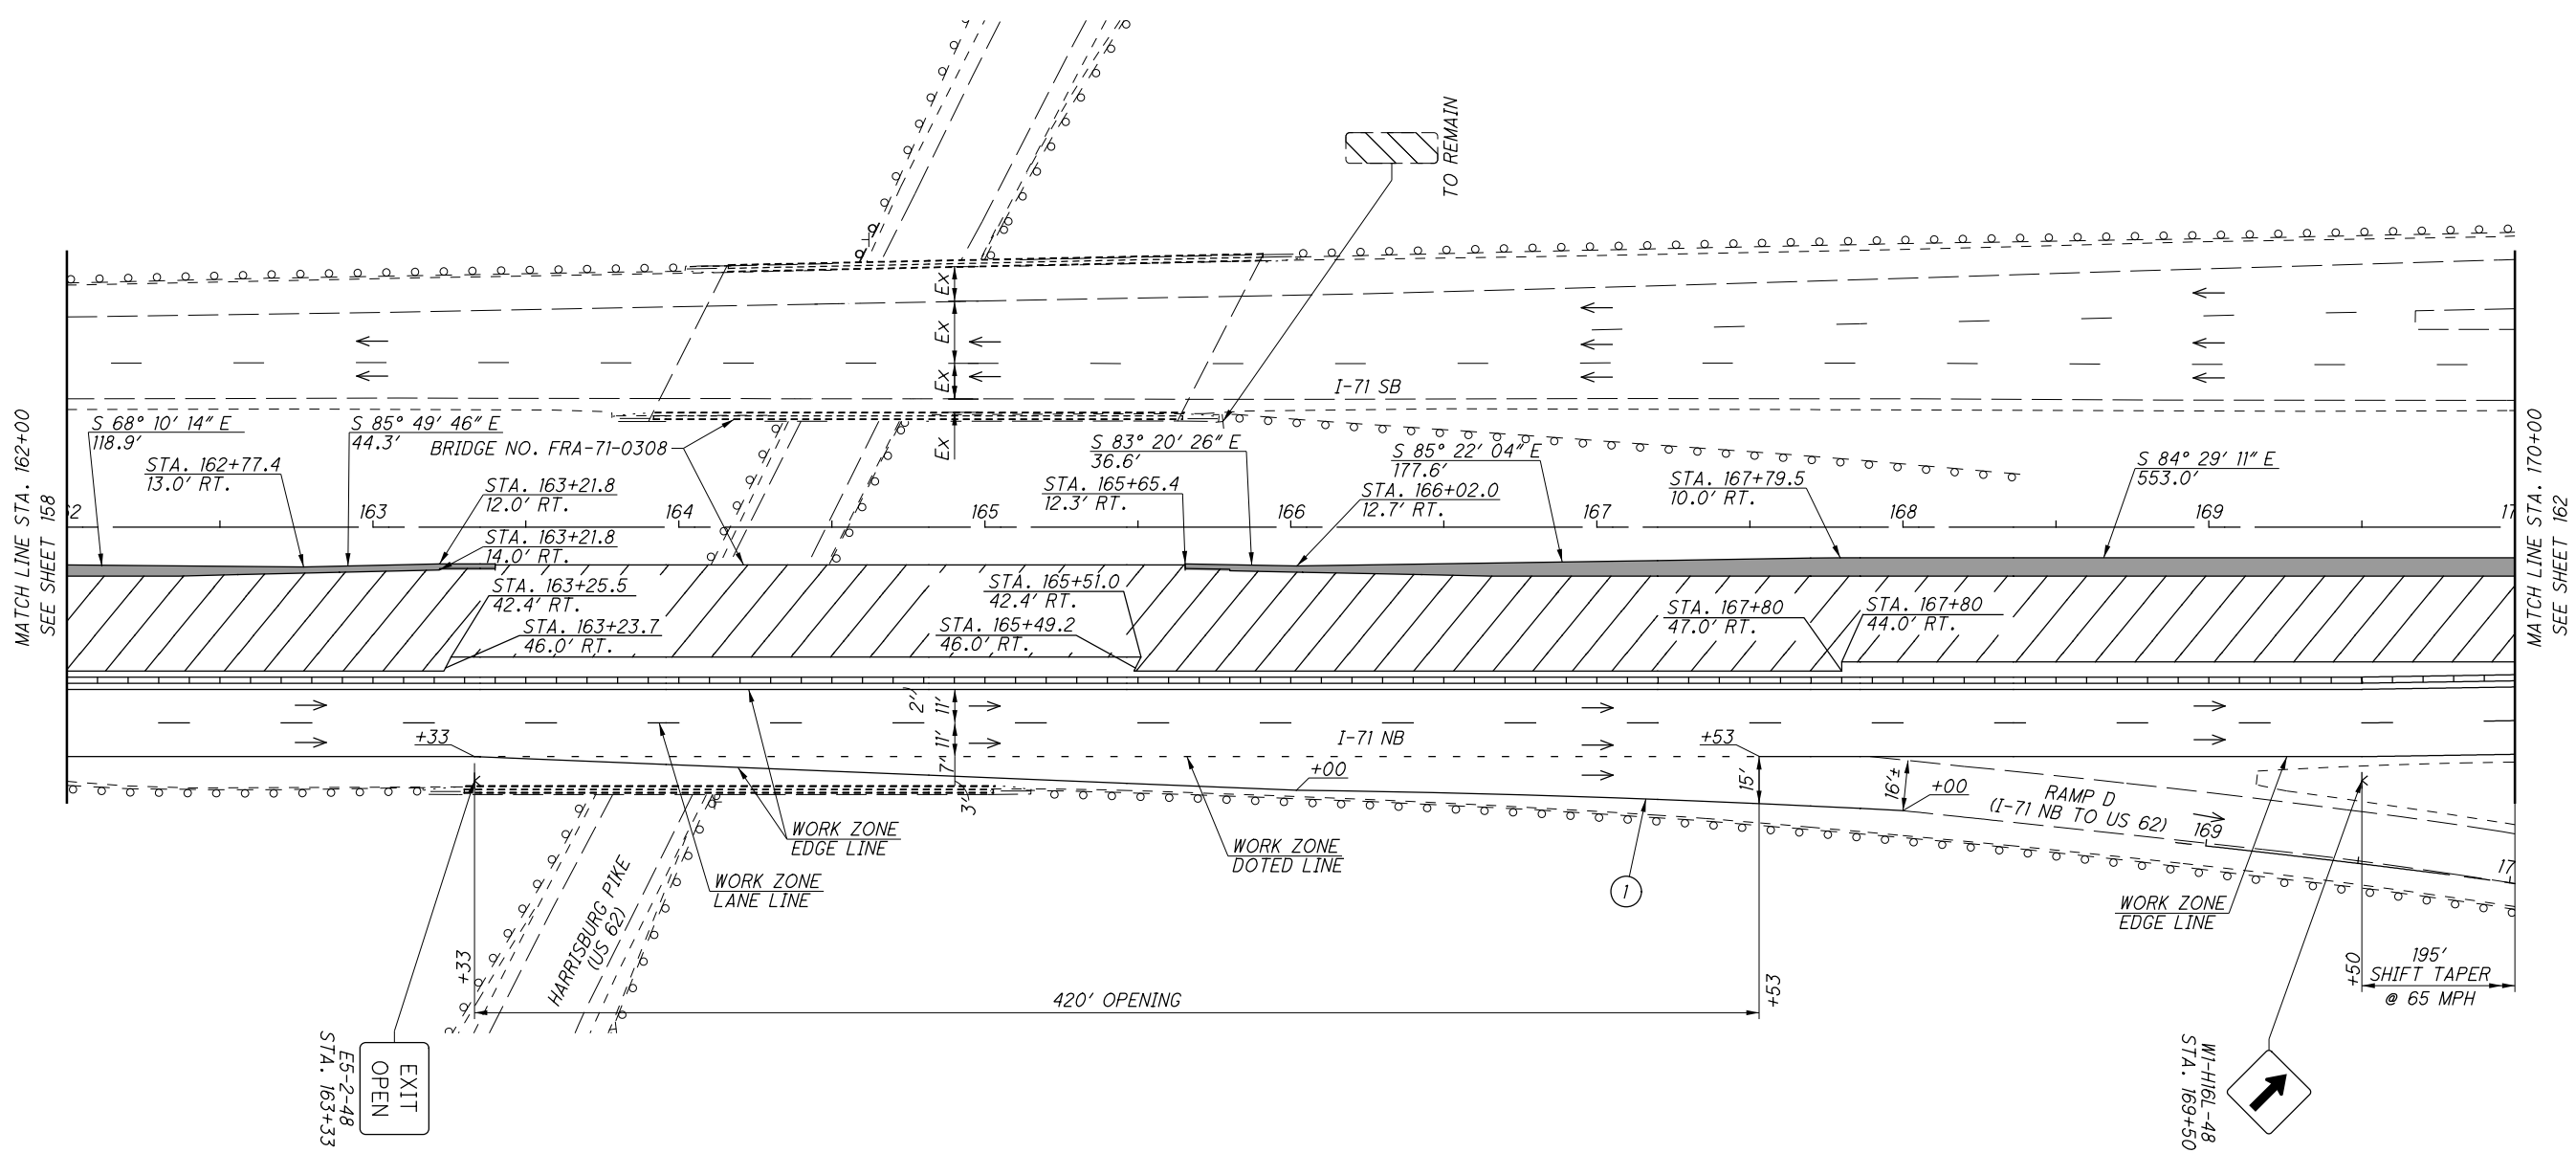 TO REMAIN
MATCH LINE STA. 162+00
SEE SHEET 158
MATCH LINE STA. 170+00
SEE SHEET 162
Ex
Ex
Ex
Ex
I-71 SB
S 68° 10' 14" E
118.9'
STA. 162+77.4
13.0' RT.
S 85° 49' 46" E
44.3'
BRIDGE NO. FRA-71-0308
STA. 163+21.8
12.0' RT.
STA. 163+21.8
14.0' RT.
S 83° 20' 26" E
36.6'
STA. 165+65.4
12.3' RT.
S 85° 22' 04" E
177.6'
STA. 166+02.0
12.7' RT.
STA. 167+79.5
10.0' RT.
S 84° 29' 11" E
553.0'
62
163
164
165
166
167
168
169
17
STA. 163+25.5
42.4' RT.
STA. 163+23.7
46.0' RT.
STA. 165+51.0
42.4' RT.
STA. 165+49.2
46.0' RT.
STA. 167+80
47.0' RT.
STA. 167+80
44.0' RT.
2'
11'
11'
7'
3'
I-71 NB
+33
+53
+00
15'
16'±
+00
RAMP D
(I-71 NB TO US 62)
169
17
WORK ZONE
EDGE LINE
WORK ZONE
LANE LINE
WORK ZONE
DOTED LINE
1
WORK ZONE
EDGE LINE
HARRISBURG PIKE
(US 62)
+33
420' OPENING
+53
+50
195'
SHIFT TAPER
@ 65 MPH
EXIT
OPEN
E5-2-48
STA. 163+33
W1-H16L-48
STA. 169+50